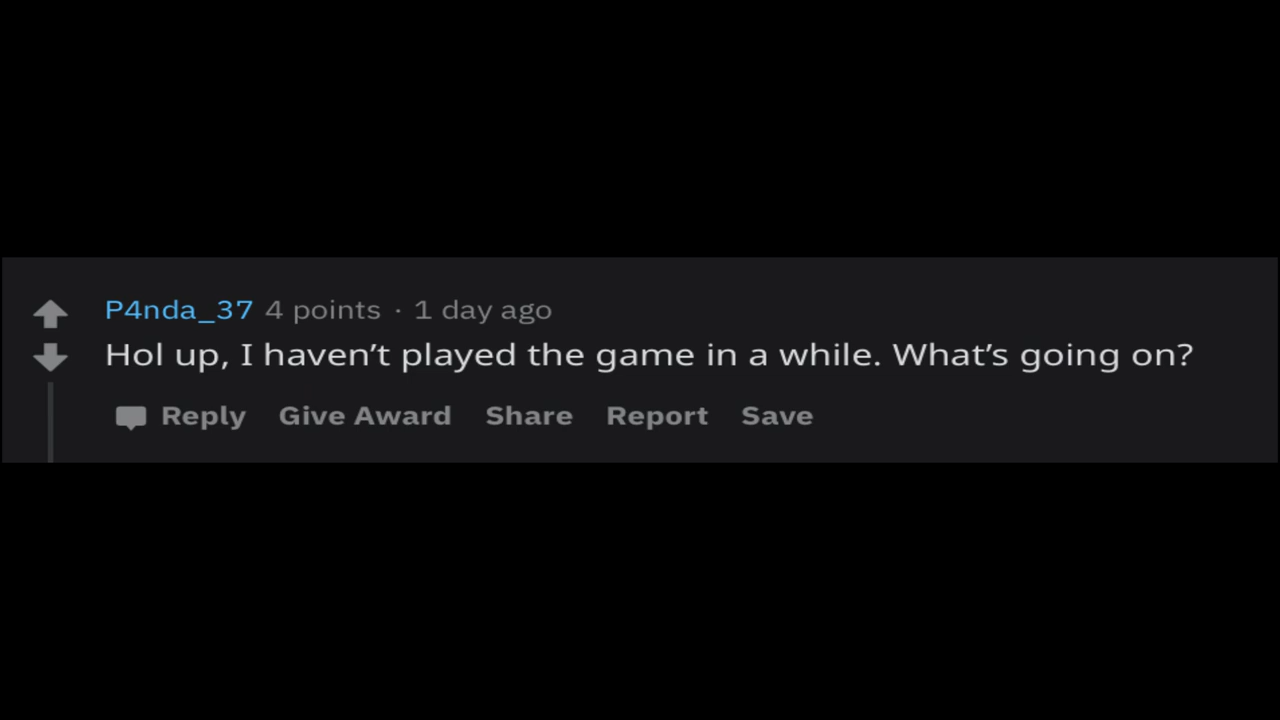 P4nda_37 4 points · 1 day ago
Hol up, I haven’t played the game in a while. What’s going on?
Reply Give Award Share Report Save